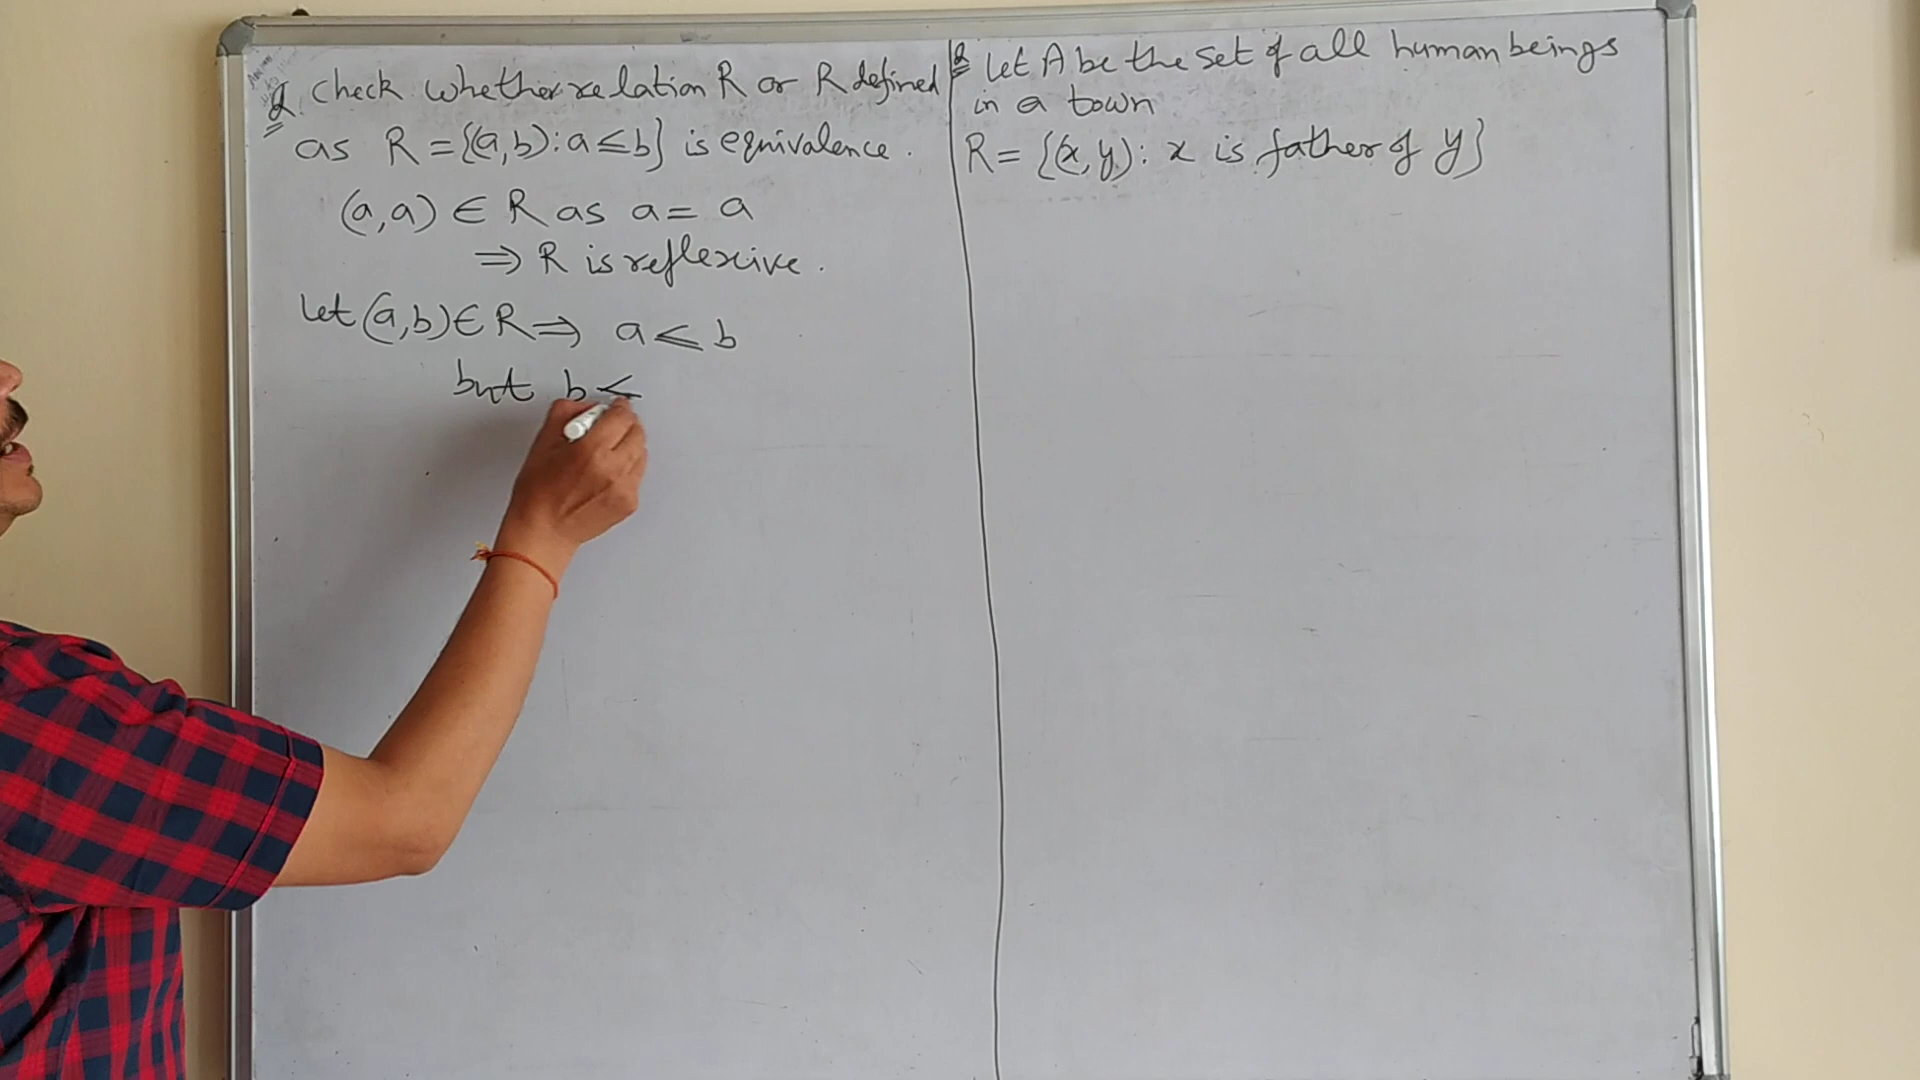 Q. Check whether relation R or R defined
as R = {(a,b): a ≤ b} is equivalence.
(a,a) ∈ R as a = a
⇒ R is reflexive.
let (a,b) ∈ R ⇒ a ≤ b
but b ≤
Q Let A be the set of all human beings
in a town
R = {(x,y): x is father of y}